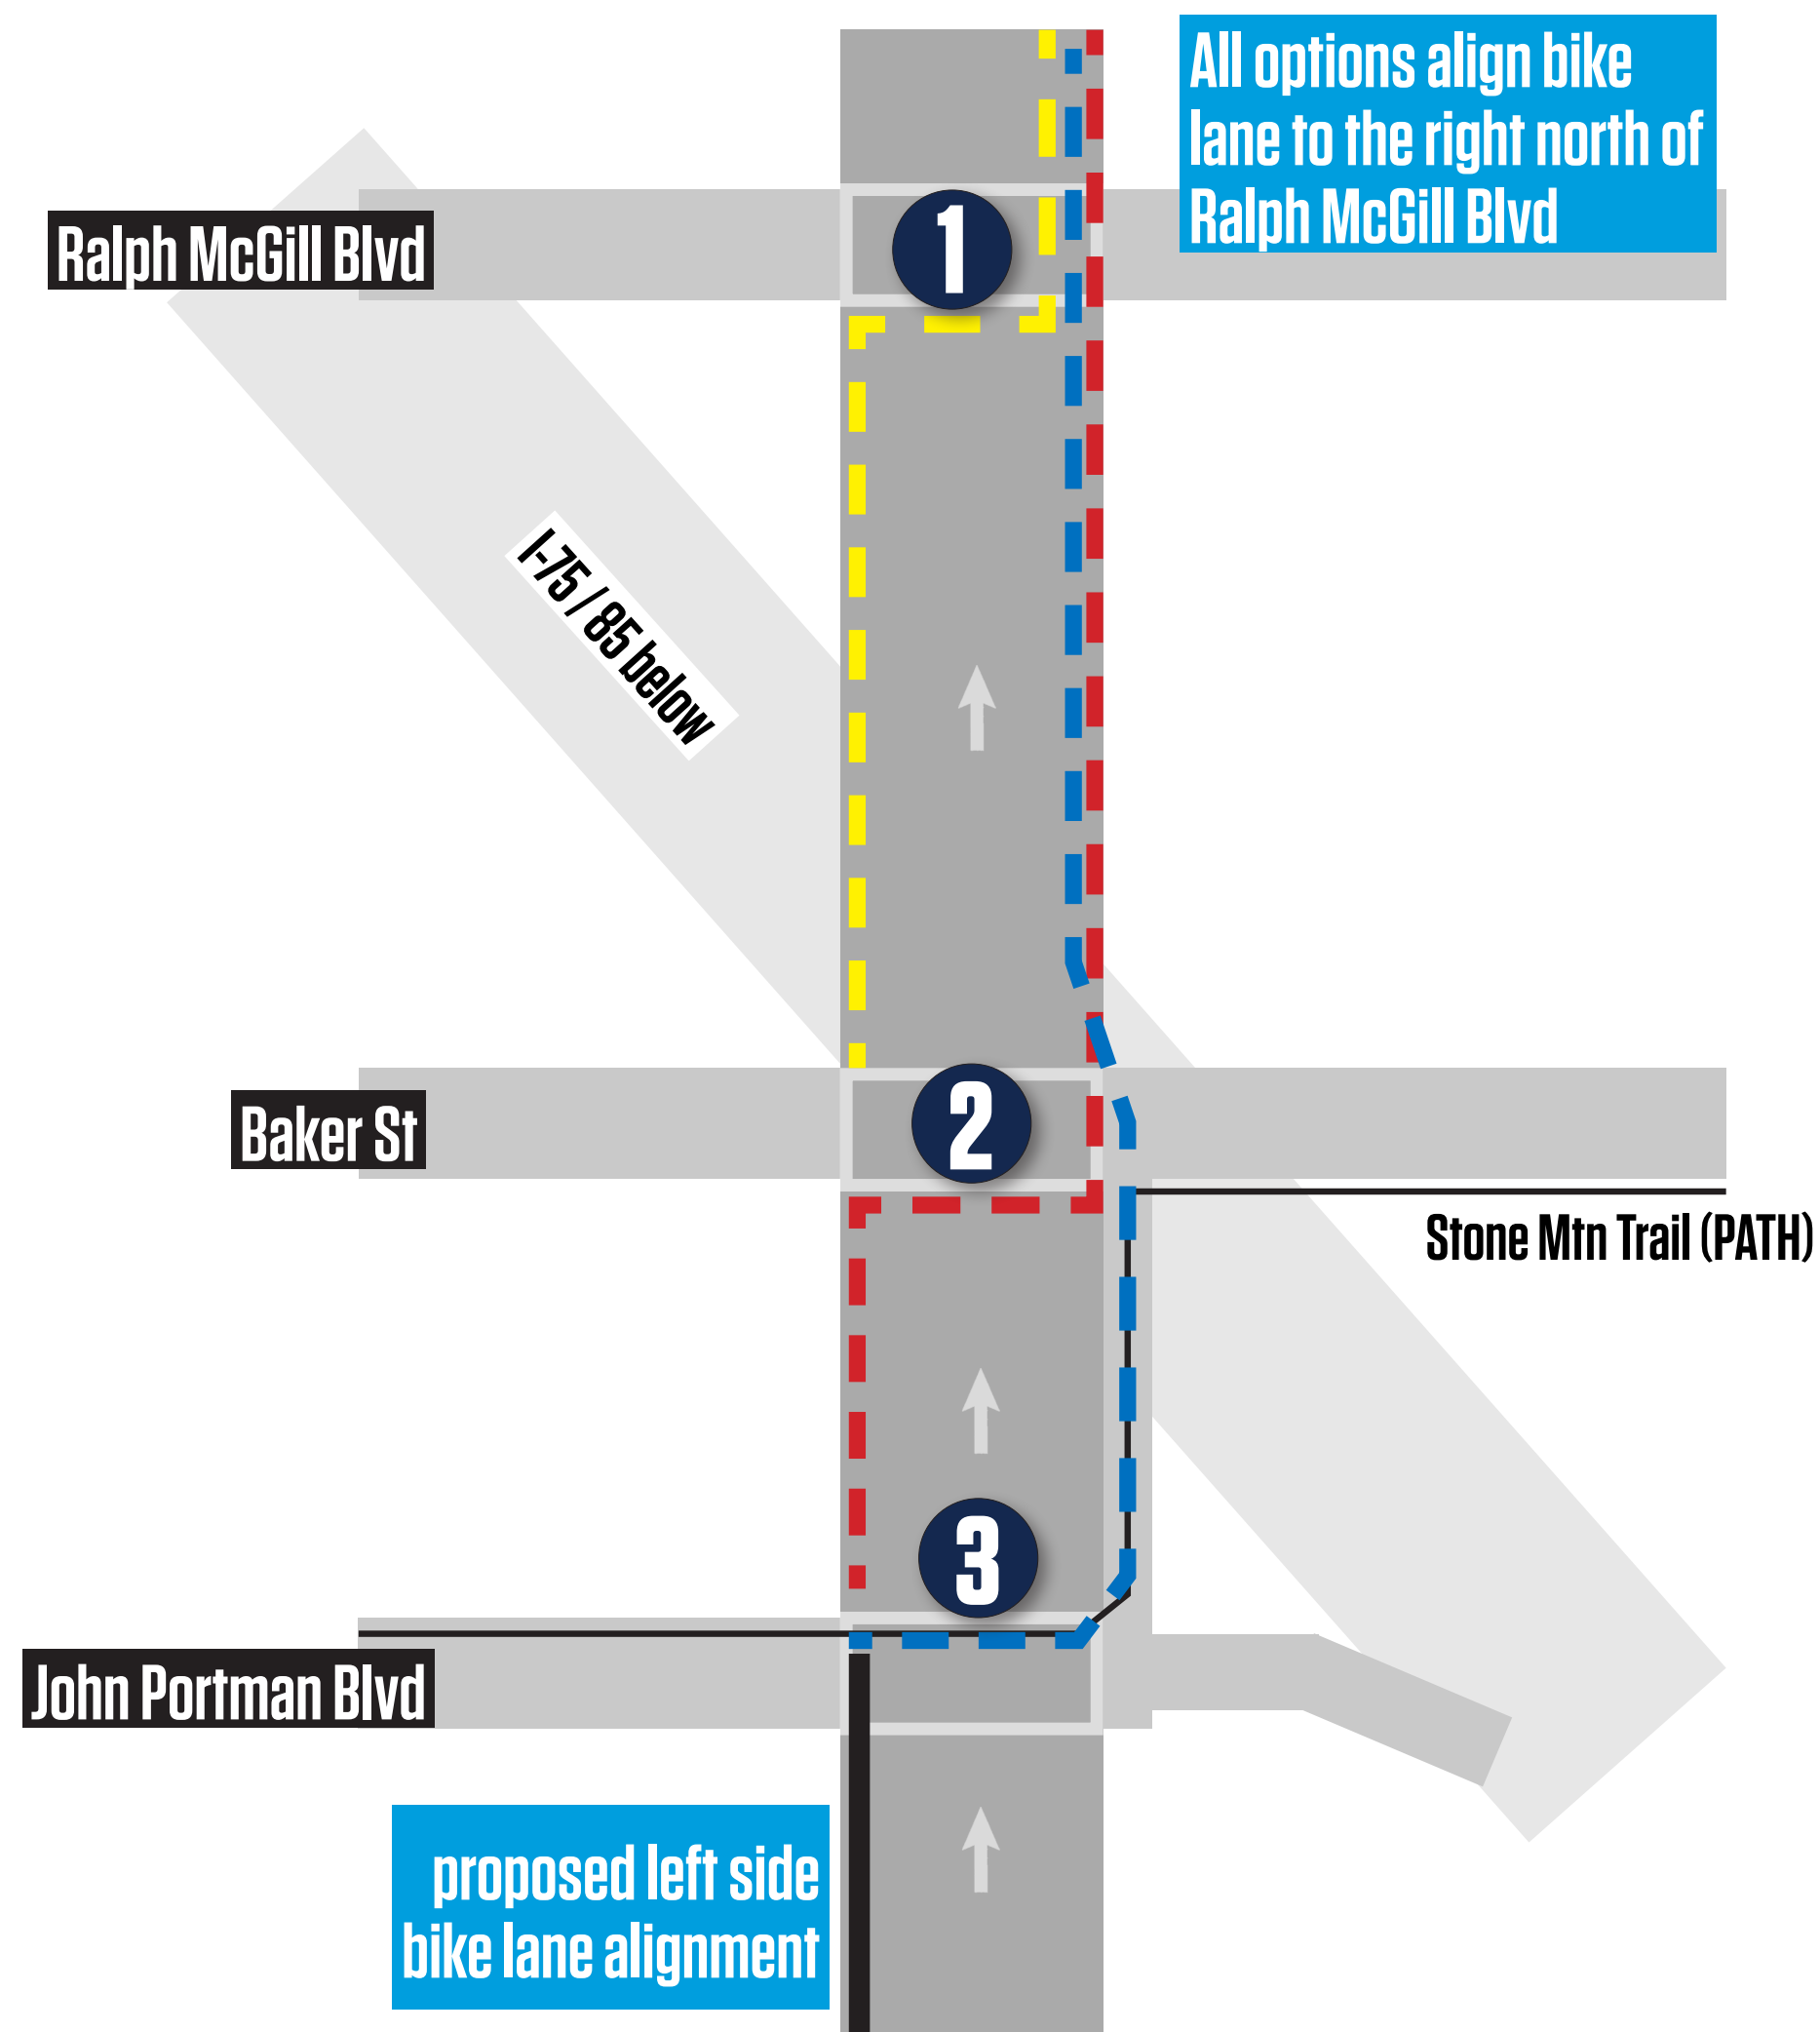 All options align bike
lane to the right north of
Ralph McGill Blvd
1
Ralph McGill Blvd
I-75 / 85 below
2
Baker St
Stone Mtn Trail (PATH)
3
John Portman Blvd
proposed left side
bike lane alignment